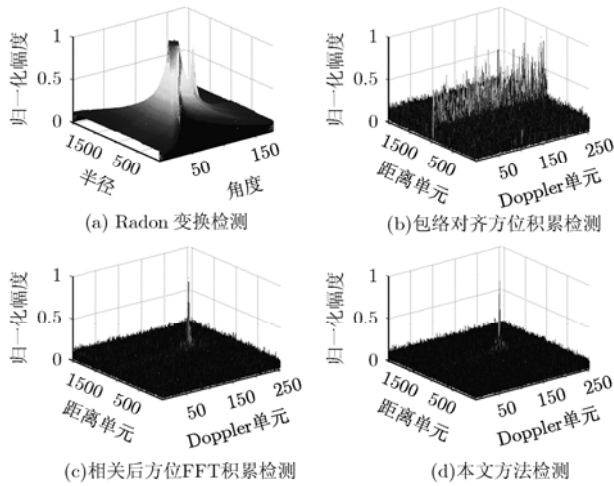 归一化幅度
1
0.5
0
1500
500
半径
50
150
角度
(a) Radon 变换检测
归一化幅度
1
0.5
0
1500
500
距离单元
50
150
250
Doppler单元
(b)包络对齐方位积累检测
归一化幅度
1
0.5
0
1500
500
距离单元
50
150
250
Doppler单元
(c)相关后方位FFT积累检测
归一化幅度
1
0.5
0
1500
500
距离单元
50
150
250
Doppler单元
(d)本文方法检测